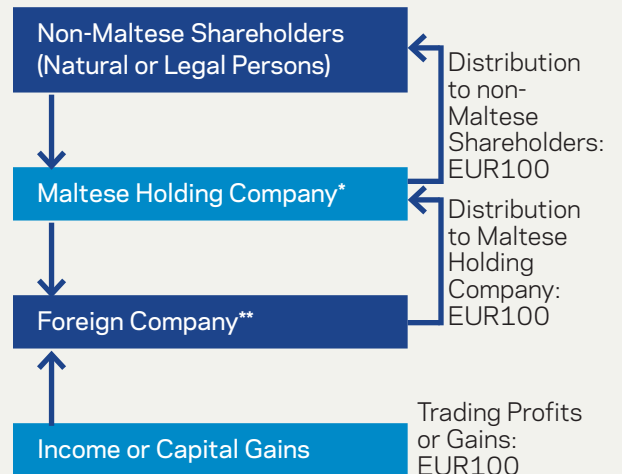 Non-Maltese Shareholders
(Natural or Legal Persons)
Distribution
to non-
Maltese
Shareholders:
EUR100
Maltese Holding Company*
Distribution
to Maltese
Holding
Company:
EUR100
Foreign Company**
Trading Profits
or Gains:
EUR100
Income or Capital Gains